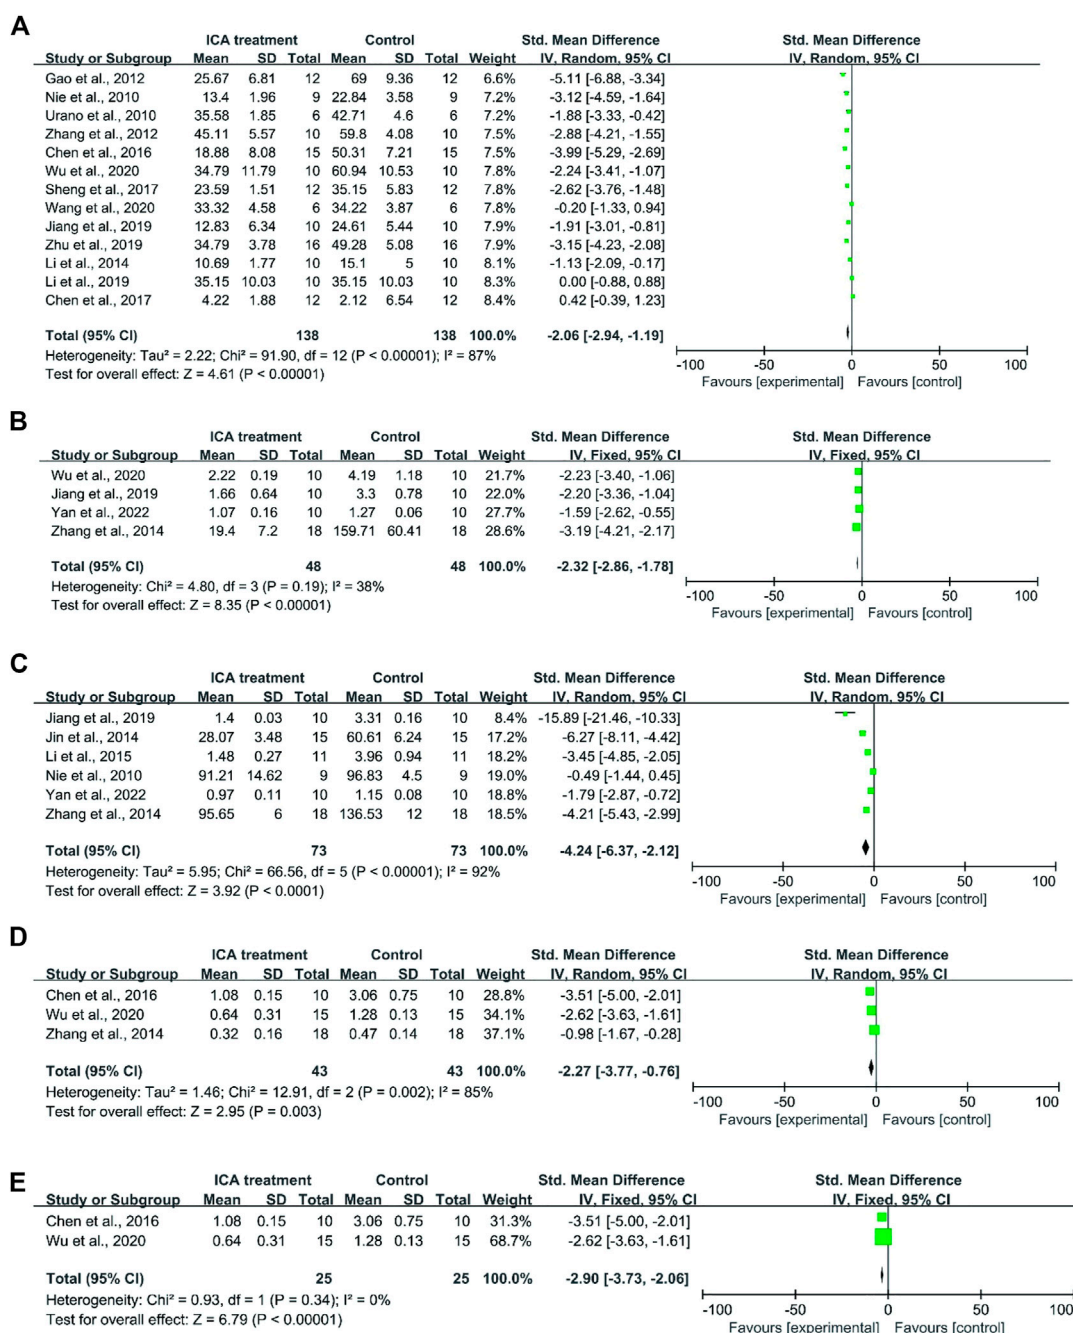 A
ICA treatment Control Std. Mean Difference Std. Mean Difference
Study or Subgroup Mean SD Total Mean SD Total Weight IV, Random, 95% CI IV, Random, 95% CI
Gao et al., 2012 25.67 6.81 12 69 9.36 12 6.6% -5.11 [-6.88, -3.34]
Nie et al., 2010 13.4 1.96 9 22.84 3.58 9 7.2% -3.12 [-4.59, -1.64]
Urano et al., 2010 35.58 1.85 6 42.71 4.6 6 7.2% -1.88 [-3.33, -0.42]
Zhang et al., 2012 45.11 5.57 10 59.8 4.08 10 7.5% -2.88 [-4.21, -1.55]
Chen et al., 2016 18.88 8.08 15 50.31 7.21 15 7.5% -3.99 [-5.29, -2.69]
Wu et al., 2020 34.79 11.79 10 60.94 10.53 10 7.8% -2.24 [-3.41, -1.07]
Sheng et al., 2017 23.59 1.51 12 35.15 5.83 12 7.8% -2.62 [-3.76, -1.48]
Wang et al., 2020 33.32 4.58 6 34.22 3.87 6 7.8% -0.20 [-1.33, 0.94]
Jiang et al., 2019 12.83 6.34 10 24.61 5.44 10 7.9% -1.91 [-3.01, -0.81]
Zhu et al., 2019 34.79 3.78 16 49.28 5.08 16 7.9% -3.15 [-4.23, -2.08]
Li et al., 2014 10.69 1.77 10 15.1 5 10 8.1% -1.13 [-2.09, -0.17]
Li et al., 2019 35.15 10.03 10 35.15 10.03 10 8.3% 0.00 [-0.88, 0.88]
Chen et al., 2017 4.22 1.88 12 2.12 6.54 12 8.4% 0.42 [-0.39, 1.23]
Total (95% CI) 138 138 100.0% -2.06 [-2.94, -1.19]
Heterogeneity: Tau² = 2.22; Chi² = 91.90, df = 12 (P < 0.00001); I² = 87%
Test for overall effect: Z = 4.61 (P < 0.00001)
-100 -50 0 50 100
Favours [experimental] Favours [control]
B
ICA treatment Control Std. Mean Difference Std. Mean Difference
Study or Subgroup Mean SD Total Mean SD Total Weight IV, Fixed, 95% CI IV, Fixed, 95% CI
Wu et al., 2020 2.22 0.19 10 4.19 1.18 10 21.7% -2.23 [-3.40, -1.06]
Jiang et al., 2019 1.66 0.64 10 3.3 0.78 10 22.0% -2.20 [-3.36, -1.04]
Yan et al., 2022 1.07 0.16 10 1.27 0.06 10 27.7% -1.59 [-2.62, -0.55]
Zhang et al., 2014 19.4 7.2 18 159.71 60.41 18 28.6% -3.19 [-4.21, -2.17]
Total (95% CI) 48 48 100.0% -2.32 [-2.86, -1.78]
Heterogeneity: Chi² = 4.80, df = 3 (P = 0.19); I² = 38%
Test for overall effect: Z = 8.35 (P < 0.00001)
-100 -50 0 50 100
Favours [experimental] Favours [control]
C
ICA treatment Control Std. Mean Difference Std. Mean Difference
Study or Subgroup Mean SD Total Mean SD Total Weight IV, Random, 95% CI IV, Random, 95% CI
Jiang et al., 2019 1.4 0.03 10 3.31 0.16 10 8.4% -15.89 [-21.46, -10.33]
Jin et al., 2014 28.07 3.48 15 60.61 6.24 15 17.2% -6.27 [-8.11, -4.42]
Li et al., 2015 1.48 0.27 11 3.96 0.94 11 18.2% -3.45 [-4.85, -2.05]
Nie et al., 2010 91.21 14.62 9 96.83 4.5 9 19.0% -0.49 [-1.44, 0.45]
Yan et al., 2022 0.97 0.11 10 1.15 0.08 10 18.8% -1.79 [-2.87, -0.72]
Zhang et al., 2014 95.65 6 18 136.53 12 18 18.5% -4.21 [-5.43, -2.99]
Total (95% CI) 73 73 100.0% -4.24 [-6.37, -2.12]
Heterogeneity: Tau² = 5.95; Chi² = 66.56, df = 5 (P < 0.00001); I² = 92%
Test for overall effect: Z = 3.92 (P < 0.0001)
-100 -50 0 50 100
Favours [experimental] Favours [control]
D
ICA treatment Control Std. Mean Difference Std. Mean Difference
Study or Subgroup Mean SD Total Mean SD Total Weight IV, Random, 95% CI IV, Random, 95% CI
Chen et al., 2016 1.08 0.15 10 3.06 0.75 10 28.8% -3.51 [-5.00, -2.01]
Wu et al., 2020 0.64 0.31 15 1.28 0.13 15 34.1% -2.62 [-3.63, -1.61]
Zhang et al., 2014 0.32 0.16 18 0.47 0.14 18 37.1% -0.98 [-1.67, -0.28]
Total (95% CI) 43 43 100.0% -2.27 [-3.77, -0.76]
Heterogeneity: Tau² = 1.46; Chi² = 12.91, df = 2 (P = 0.002); I² = 85%
Test for overall effect: Z = 2.95 (P = 0.003)
-100 -50 0 50 100
Favours [experimental] Favours [control]
E
ICA treatment Control Std. Mean Difference Std. Mean Difference
Study or Subgroup Mean SD Total Mean SD Total Weight IV, Fixed, 95% CI IV, Fixed, 95% CI
Chen et al., 2016 1.08 0.15 10 3.06 0.75 10 31.3% -3.51 [-5.00, -2.01]
Wu et al., 2020 0.64 0.31 15 1.28 0.13 15 68.7% -2.62 [-3.63, -1.61]
Total (95% CI) 25 25 100.0% -2.90 [-3.73, -2.06]
Heterogeneity: Chi² = 0.93, df = 1 (P = 0.34); I² = 0%
Test for overall effect: Z = 6.79 (P < 0.00001)
-100 -50 0 50 100
Favours [experimental] Favours [control]